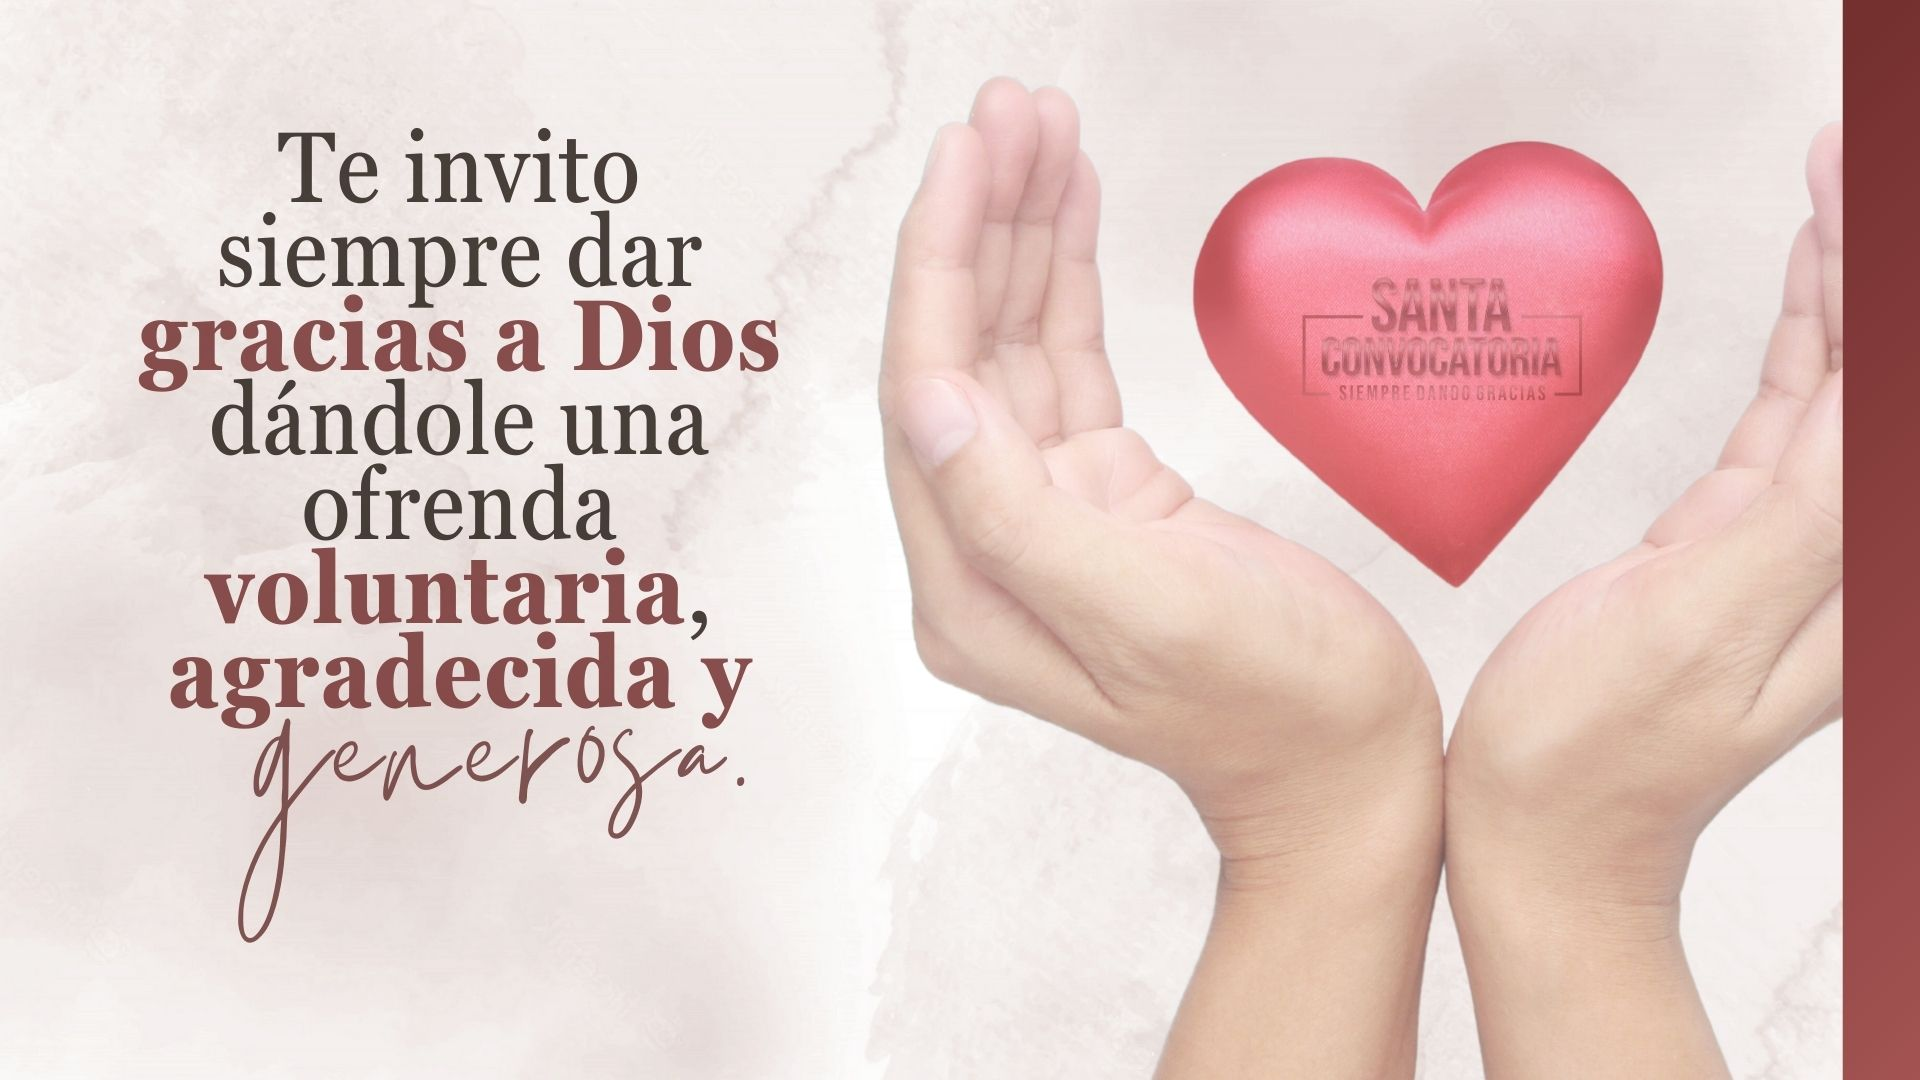 Te invito
siempre dar
gracias a Dios
dándole una
ofrenda
voluntaria,
agradecida y
generosa.
SANTA
CONVOCATORIA
SIEMPRE DANDO GRACIAS